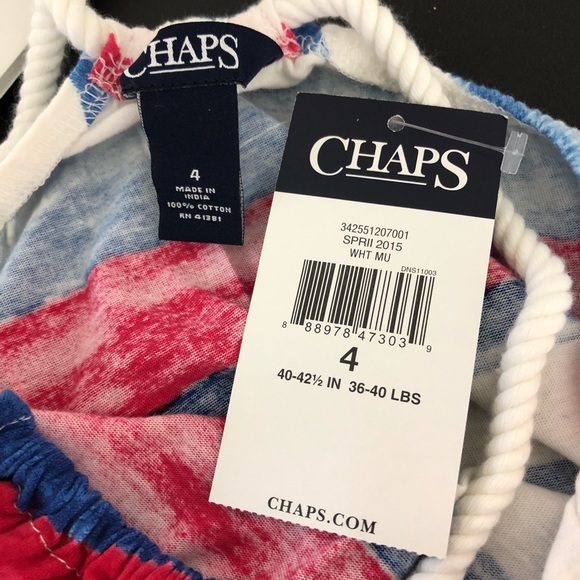 CHAPS
4
MADE IN
INDIA
100% COTTON
RN 41381
CHAPS
342551207001
SPRII 2015
WHT MU
DNS11003
8 88978 47303 9
4
40-42½ IN 36-40 LBS
CHAPS.COM